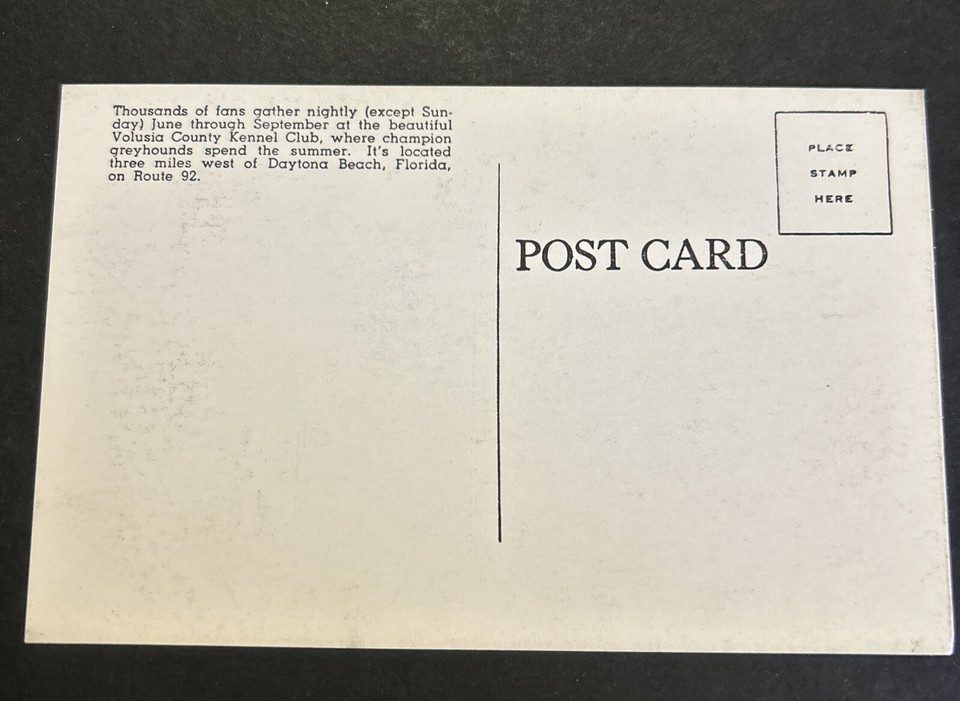 Thousands of fans gather nightly (except Sun-
day) June through September at the beautiful
Volusia County Kennel Club, where champion
greyhounds spend the summer. It's located
three miles west of Daytona Beach, Florida,
on Route 92.
PLACE
STAMP
HERE
POST CARD